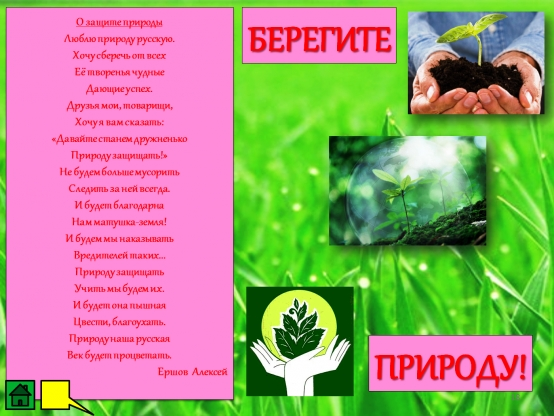 О защите природы
Люблю природу русскую.
Хочу сберечь от всех
Её творенья чудные
Дающие успех.
Друзья мои, товарищи,
Хочу я вам сказать:
«Давайте станем дружненько
Природу защищать!»
Не будем больше мусорить
Следить за ней всегда.
И будет благодарна
Нам матушка-земля!
И будем мы наказывать
Вредителей таких...
Природу защищать
Учить мы будем их.
И будет она пышная
Цвести, благоухать.
Природу наша русская
Век будет процветать.
Ершов Алексей
БЕРЕГИТЕ
ПРИРОДУ!